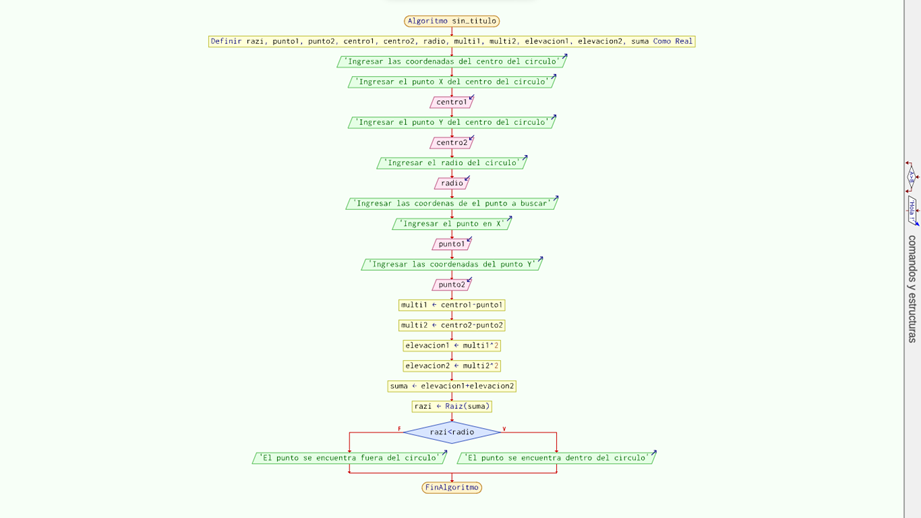 Algoritmo sin_titulo
Definir razi, punto1, punto2, centro1, centro2, radio, multi1, multi2, elevacion1, elevacion2, suma Como Real
'Ingresar las coordenadas del centro del circulo'
'Ingresar el punto X del centro del circulo'
centro1
'Ingresar el punto Y del centro del circulo'
centro2
'Ingresar el radio del circulo'
radio
'Ingresar las coordenas de el punto a buscar'
'Ingresar el punto en X'
punto1
'Ingresar las coordenadas del punto Y'
punto2
multi1 ← centro1-punto1
multi2 ← centro2-punto2
elevacion1 ← multi1^2
elevacion2 ← multi2^2
suma ← elevacion1+elevacion2
razi ← Raiz(suma)
razi<radio
F
V
'El punto se encuentra fuera del circulo'
'El punto se encuentra dentro del circulo'
FinAlgoritmo
comandos y estructuras